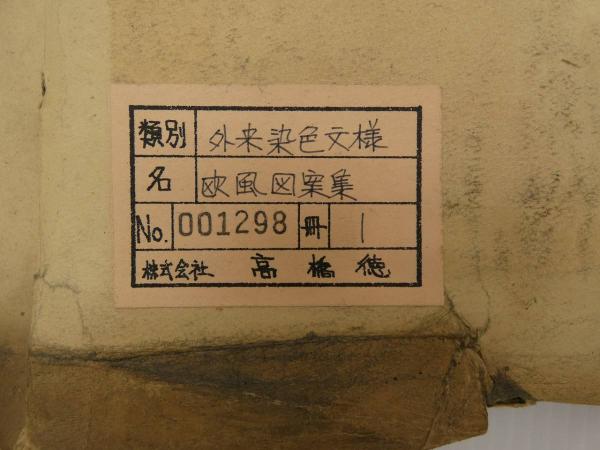 類別 外来染色文様
名 欧風図案集
No. 001298 冊 1
株式会社 高橋徳